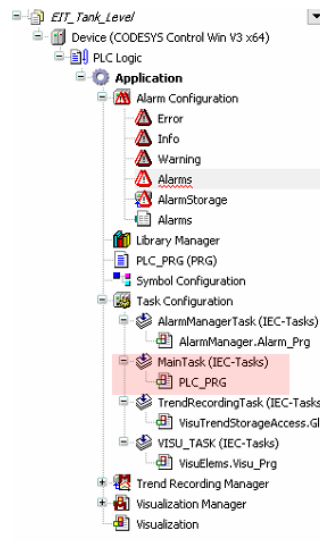 EIT_Tank_Level
Device (CODESYS Control Win V3 x64)
PLC Logic
Application
Alarm Configuration
Error
Info
Warning
Alarms
AlarmStorage
Alarms
Library Manager
PLC_PRG (PRG)
Symbol Configuration
Task Configuration
AlarmManagerTask (IEC-Tasks)
AlarmManager.Alarm_Prg
MainTask (IEC-Tasks)
PLC_PRG
TrendRecordingTask (IEC-Tasks
VisuTrendStorageAccess.Gl
VISU_TASK (IEC-Tasks)
VisuElems.Visu_Prg
Trend Recording Manager
Visualization Manager
Visualization